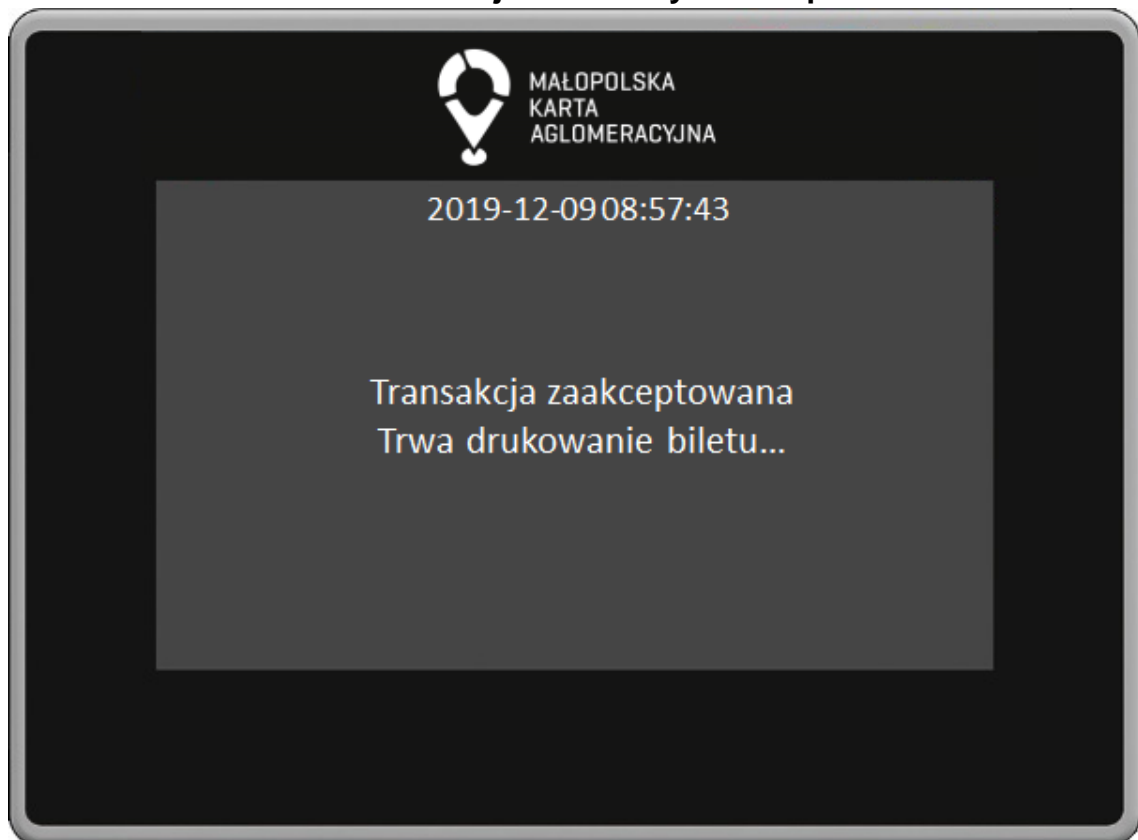 MAŁOPOLSKA
KARTA
AGLOMERACYJNA
2019-12-09 08:57:43
Transakcja zaakceptowana
Trwa drukowanie biletu...